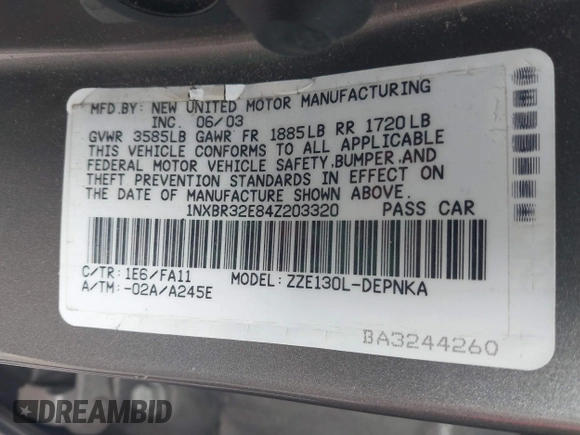 MFD.BY: NEW UNITED MOTOR MANUFACTURING
INC. 06/03
GVWR 3585LB GAWR FR 1885LB RR 1720LB
THIS VEHICLE CONFORMS TO ALL APPLICABLE
FEDERAL MOTOR VEHICLE SAFETY,BUMPER,AND
THEFT PREVENTION STANDARDS IN EFFECT ON
THE DATE OF MANUFACTURE SHOWN ABOVE.
1NXBR32E84Z203320 PASS CAR
C/TR: 1E6/FA11 MODEL: ZZE130L-DEPNKA
A/TM: -02A/A245E
BA3244260
DREAMBID